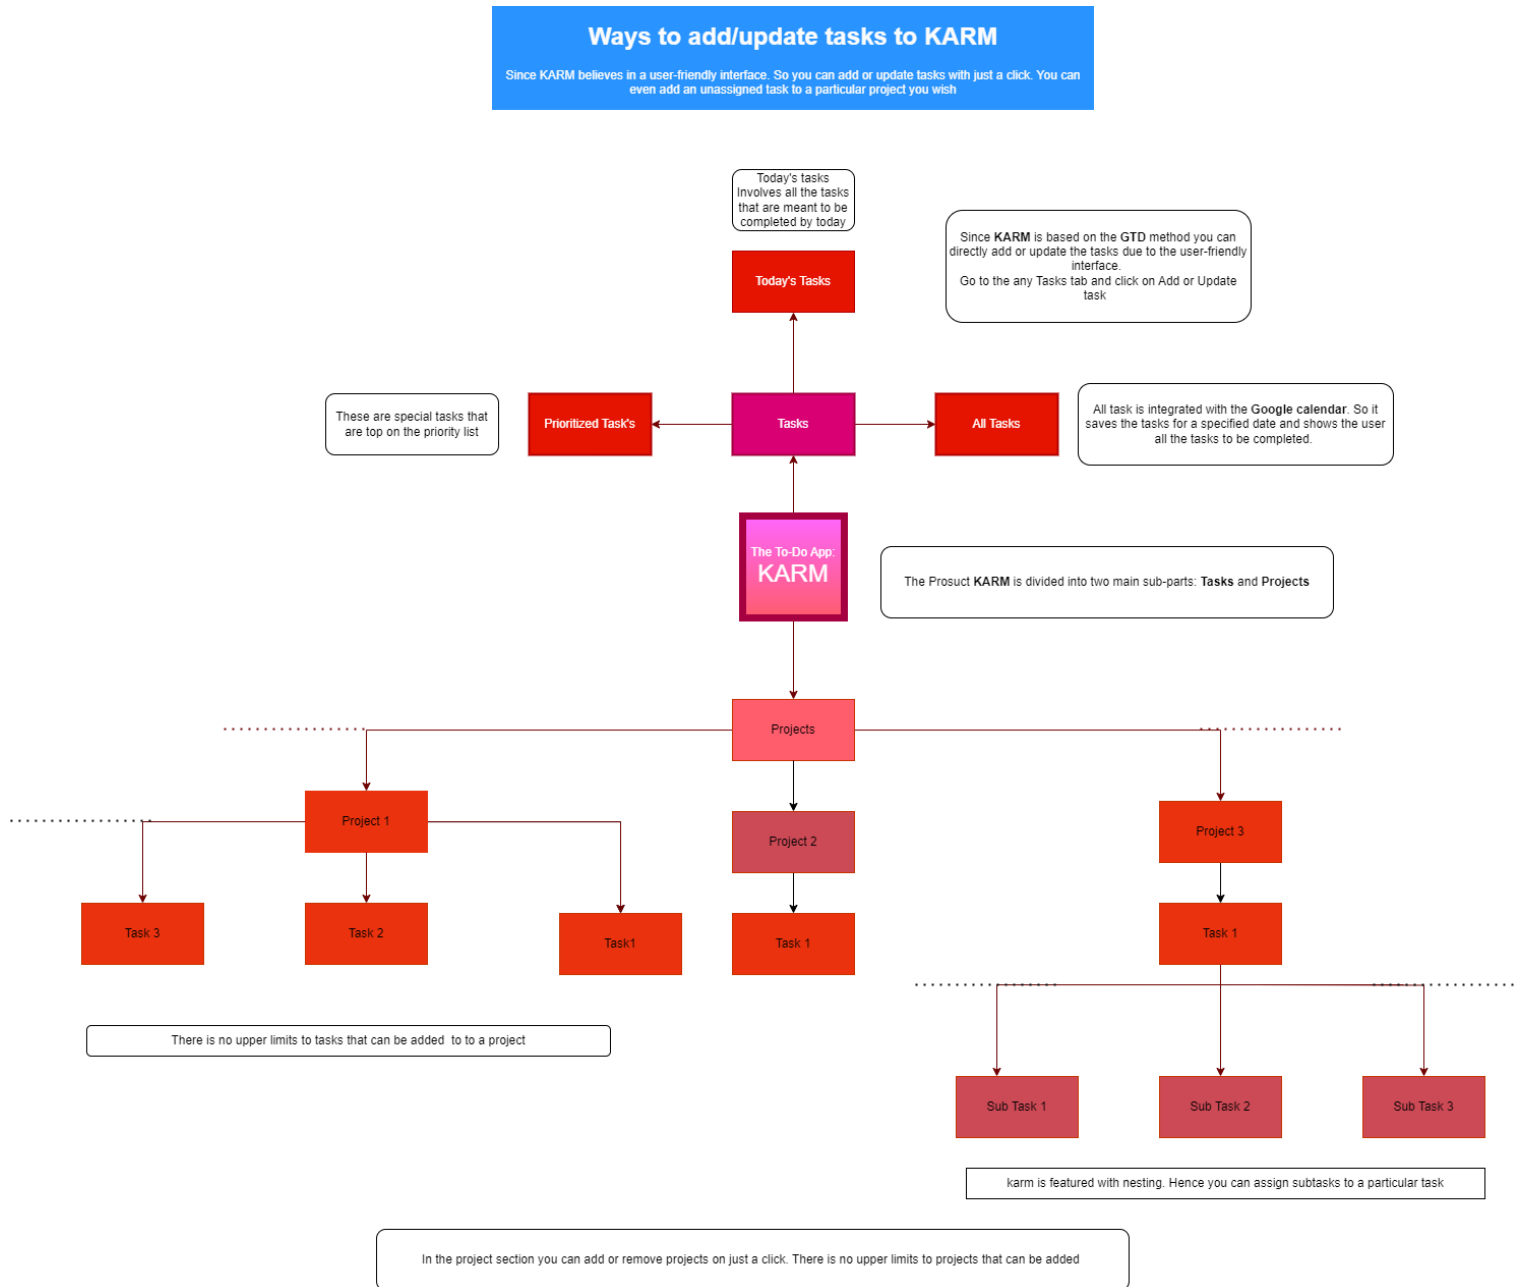 Ways to add/update tasks to KARM
Since KARM believes in a user-friendly interface. So you can add or update tasks with just a click. You can
even add an unassigned task to a particular project you wish
Today's tasks
Involves all the tasks
that are meant to be
completed by today
Since KARM is based on the GTD method you can
directly add or update the tasks due to the user-friendly
interface.
Go to the any Tasks tab and click on Add or Update
task
Today's Tasks
These are special tasks that
are top on the priority list
Prioritized Task's
Tasks
All Tasks
All task is integrated with the Google calendar. So it
saves the tasks for a specified date and shows the user
all the tasks to be completed.
The To-Do App:
KARM
The Prosuct KARM is divided into two main sub-parts: Tasks and Projects
Projects
Project 1
Project 2
Project 3
Task 3
Task 2
Task1
Task 1
Task 1
There is no upper limits to tasks that can be added  to to a project
Sub Task 1
Sub Task 2
Sub Task 3
karm is featured with nesting. Hence you can assign subtasks to a particular task
In the project section you can add or remove projects on just a click. There is no upper limits to projects that can be added